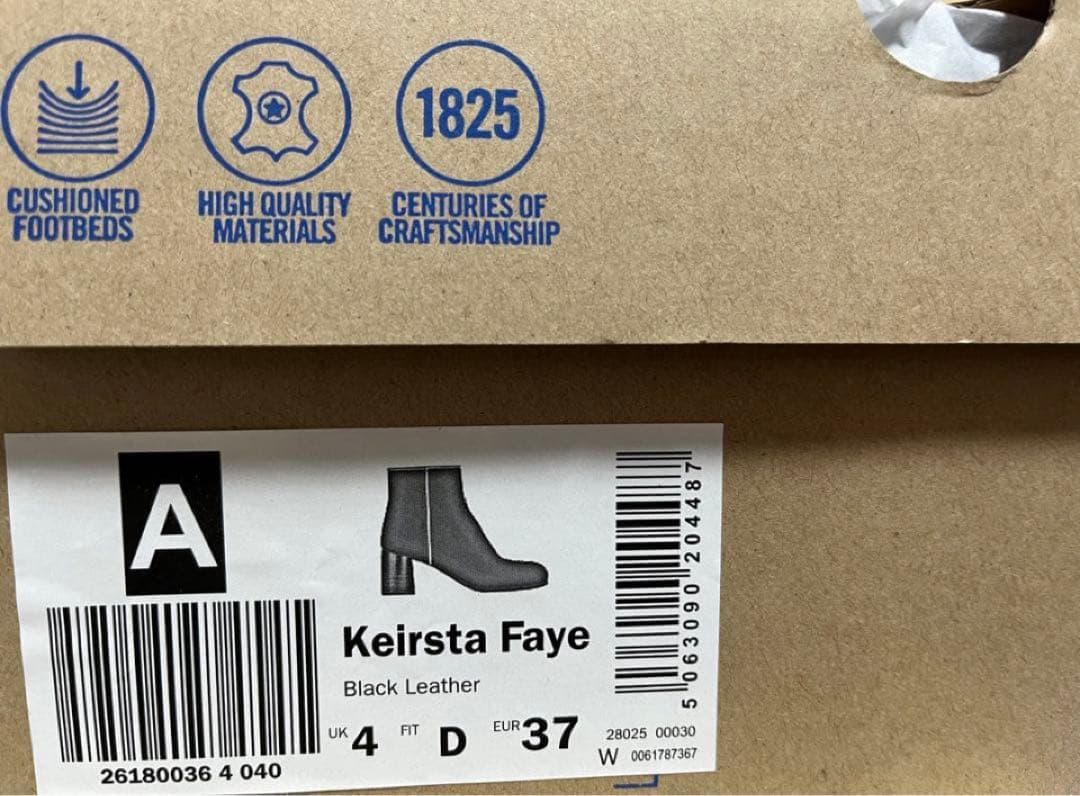 1825
CUSHIONED
FOOTBEDS
HIGH QUALITY
MATERIALS
CENTURIES OF
CRAFTSMANSHIP
A
Keirsta Faye
Black Leather
UK 4 FIT D EUR 37
26180036 4 040
5 063090 204487
28025 00030
W 0061787367